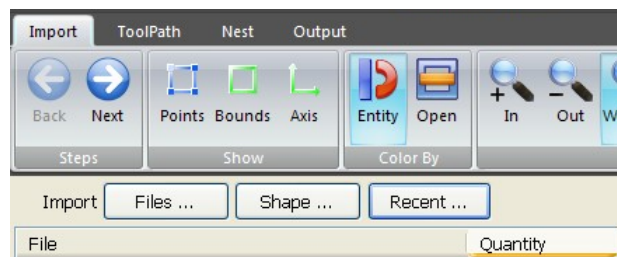 Import ToolPath Nest Output
Back Next Points Bounds Axis Entity Open In Out
Steps Show Color By
Import Files ... Shape ... Recent ...
File Quantity